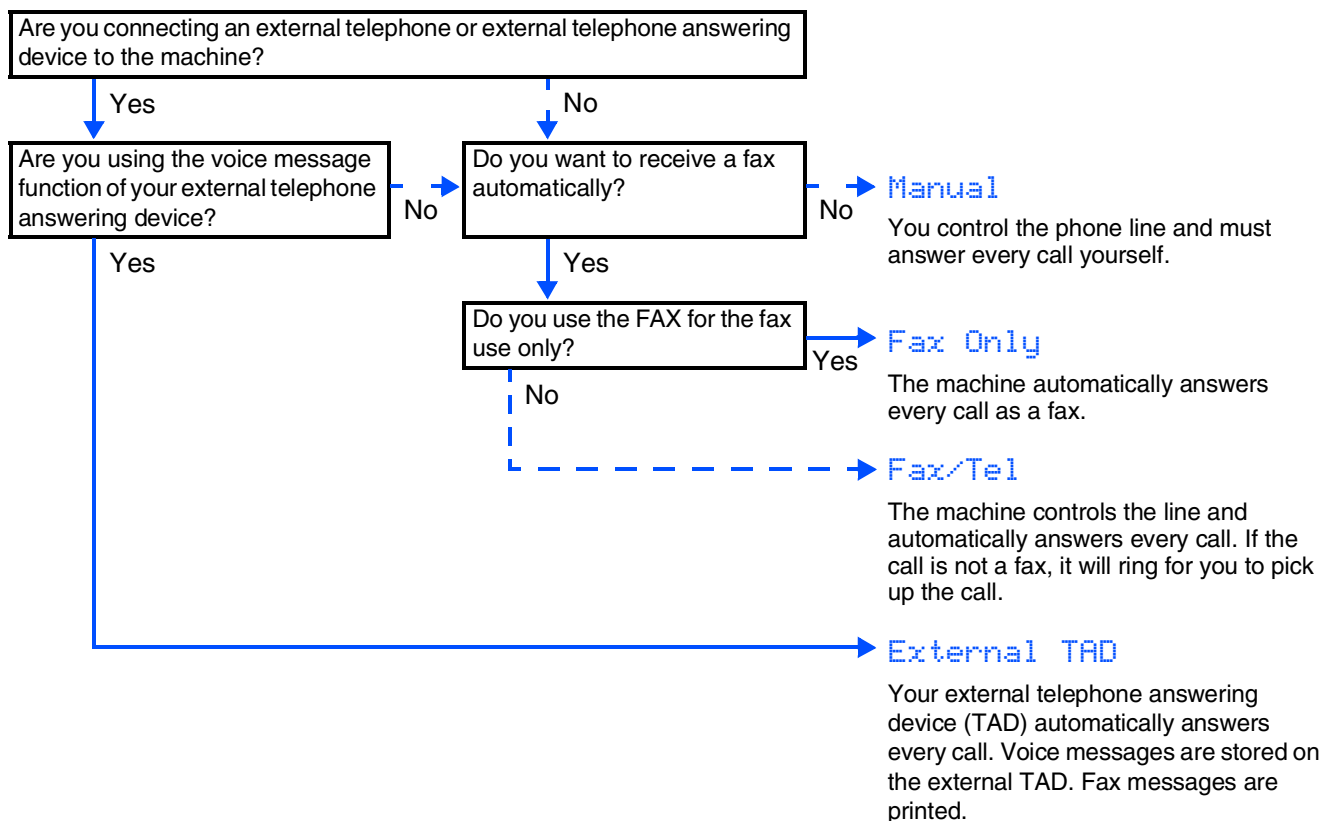 Are you connecting an external telephone or external telephone answering
device to the machine?
Yes
No
Are you using the voice message
function of your external telephone
answering device?
No
Do you want to receive a fax
automatically?
No
Manual
You control the phone line and must
answer every call yourself.
Yes
Yes
Do you use the FAX for the fax
use only?
Yes
Fax Only
The machine automatically answers
every call as a fax.
No
Fax/Tel
The machine controls the line and
automatically answers every call. If the
call is not a fax, it will ring for you to pick
up the call.
External TAD
Your external telephone answering
device (TAD) automatically answers
every call. Voice messages are stored on
the external TAD. Fax messages are
printed.